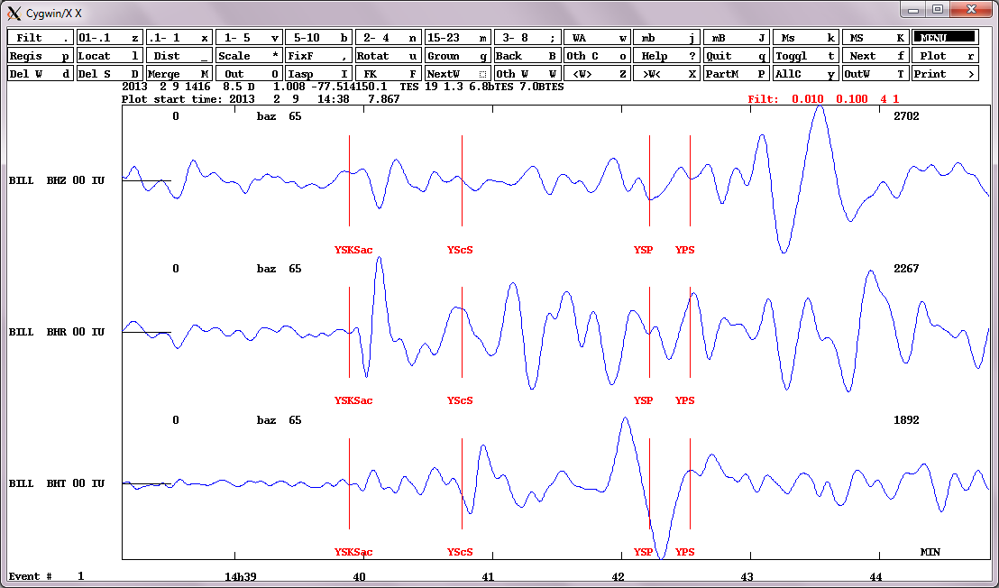 Cygwin/X X
Filt . 01-.1 z .1- 1 x 1- 5 v 5-10 b 2- 4 n 15-23 m 3- 8 ; WA w mb j mB J Ms k MS K MENU
Regis p Locat l Dist _ Scale * FixF , Rotat u Groun g Back B Oth C o Help ? Quit q Toggl t Next f Plot r
Del W d Del S D Merge M Out O Iasp I FK F NextW Oth W W <W> Z >W< X PartM P AllC y OutW T Print >
2013 2 9 1416 8.5 D 1.008 -77.514150.1 TES 19 1.3 6.8bTES 7.0BTES
Plot start time: 2013 2 9 14:38 7.867 Filt: 0.010 0.100 4 1
0 baz 65 2702
BILL BHZ 00 IU
YSKSac YScS YSP YPS
0 baz 65 2267
BILL BHR 00 IU
YSKSac YScS YSP YPS
0 baz 65 1892
BILL BHT 00 IU
YSKSac YScS YSP YPS MIN
Event # 1 14h39 40 41 42 43 44